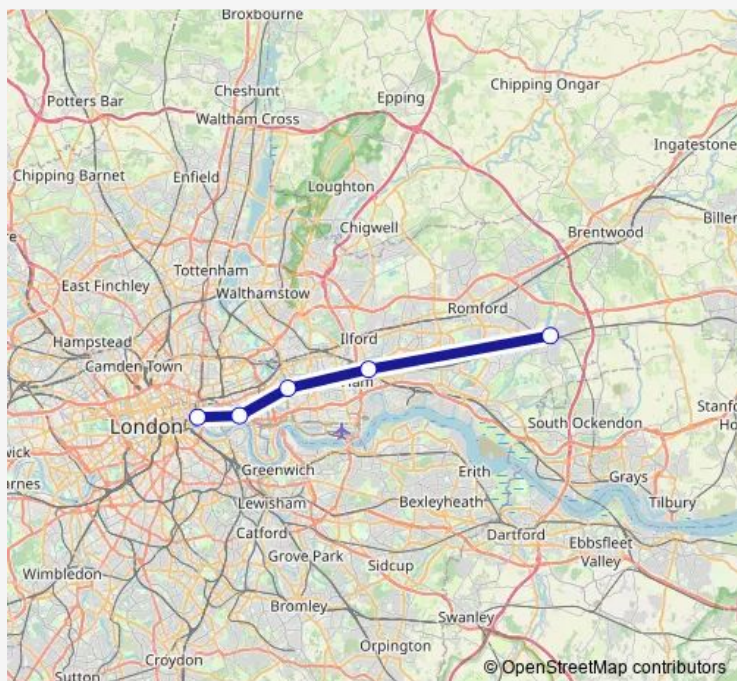 Broxbourne
Chipping Ongar
Cheshunt
Epping
Potters Bar
Waltham Cross
Ingatestone
Chipping Barnet
Enfield
Loughton
Chigwell
Brentwood
Tottenham
East Finchley
Walthamstow
Romford
Hampstead
Ilford
Camden Town
London
South Ockendon
Greenwich
Erith
Grays
Lewisham
Bexleyheath
Tilbury
Catford
Dartford
Ebbsfleet
Valley
Grove Park
Sidcup
Wimbledon
Bromley
Swanley
Orpington
Croydon
© OpenStreetMap contributors
Sutton